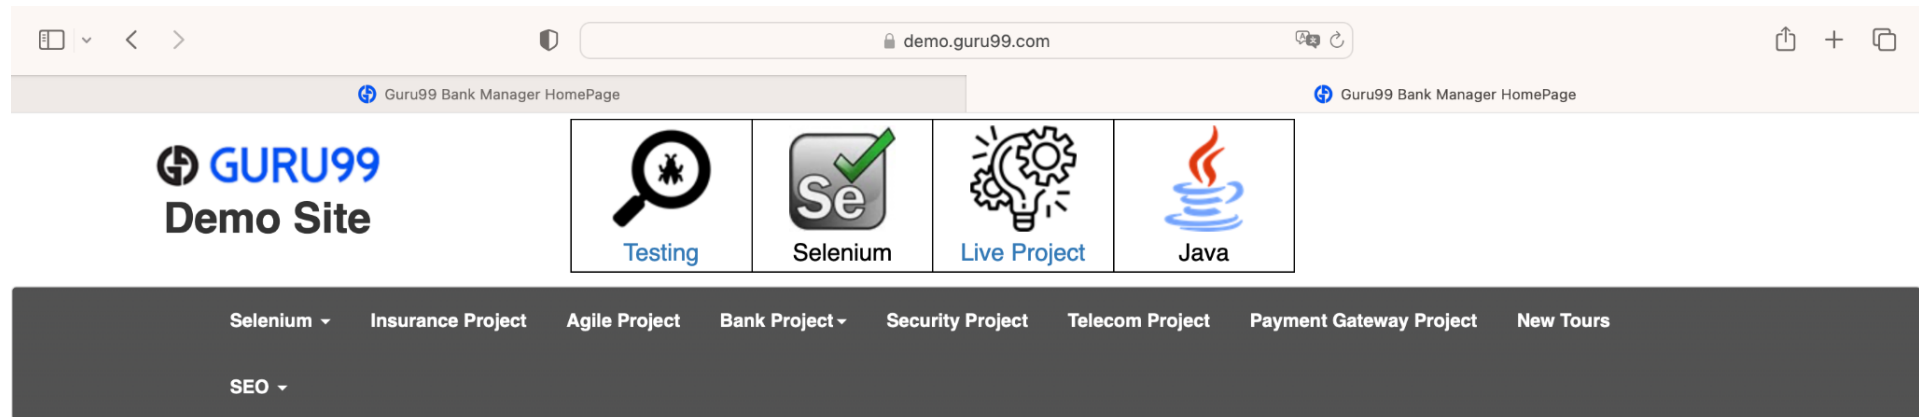 demo.guru99.com
Guru99 Bank Manager HomePage
Guru99 Bank Manager HomePage
GURU99
Demo Site
Se
Testing
Selenium
Live Project
Java
Selenium
Insurance Project
Agile Project
Bank Project
Security Project
Telecom Project
Payment Gateway Project
New Tours
SEO